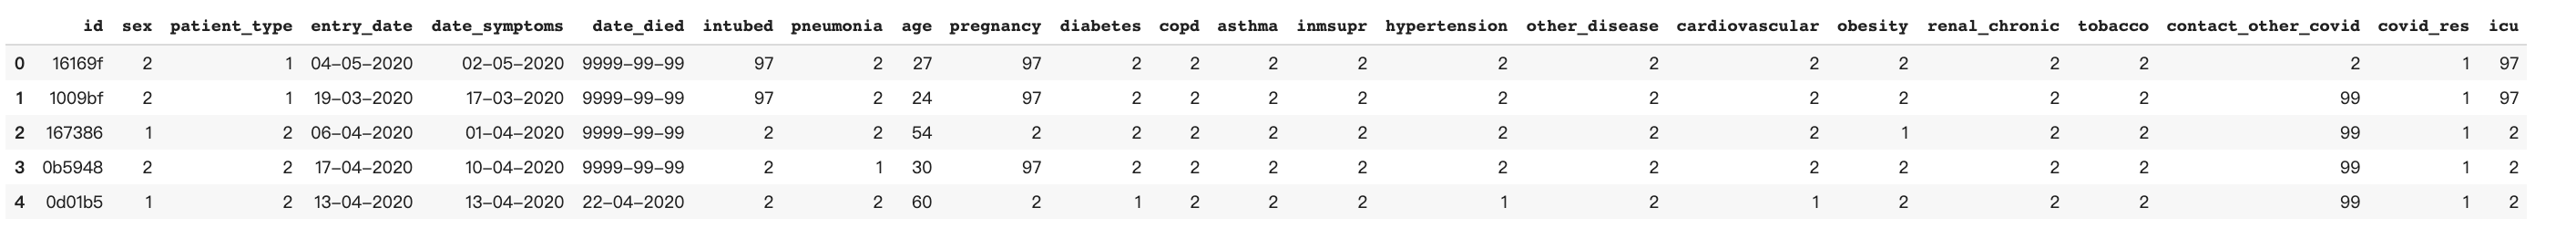 id sex patient_type entry_date date_symptoms date_died intubed pneumonia age pregnancy diabetes copd asthma inmsupr hypertension other_disease cardiovascular obesity renal_chronic tobacco contact_other_covid covid_res icu
0 16169f 2 1 04-05-2020 02-05-2020 9999-99-99 97 2 27 97 2 2 2 2 2 2 2 2 2 2 2 1 97
1 1009bf 2 1 19-03-2020 17-03-2020 9999-99-99 97 2 24 97 2 2 2 2 2 2 2 2 2 2 99 1 97
2 167386 1 2 06-04-2020 01-04-2020 9999-99-99 2 2 54 2 2 2 2 2 2 2 2 1 2 2 99 1 2
3 0b5948 2 2 17-04-2020 10-04-2020 9999-99-99 2 1 30 97 2 2 2 2 2 2 2 2 2 2 99 1 2
4 0d01b5 1 2 13-04-2020 13-04-2020 22-04-2020 2 2 60 2 1 2 2 2 1 2 1 2 2 2 99 1 2